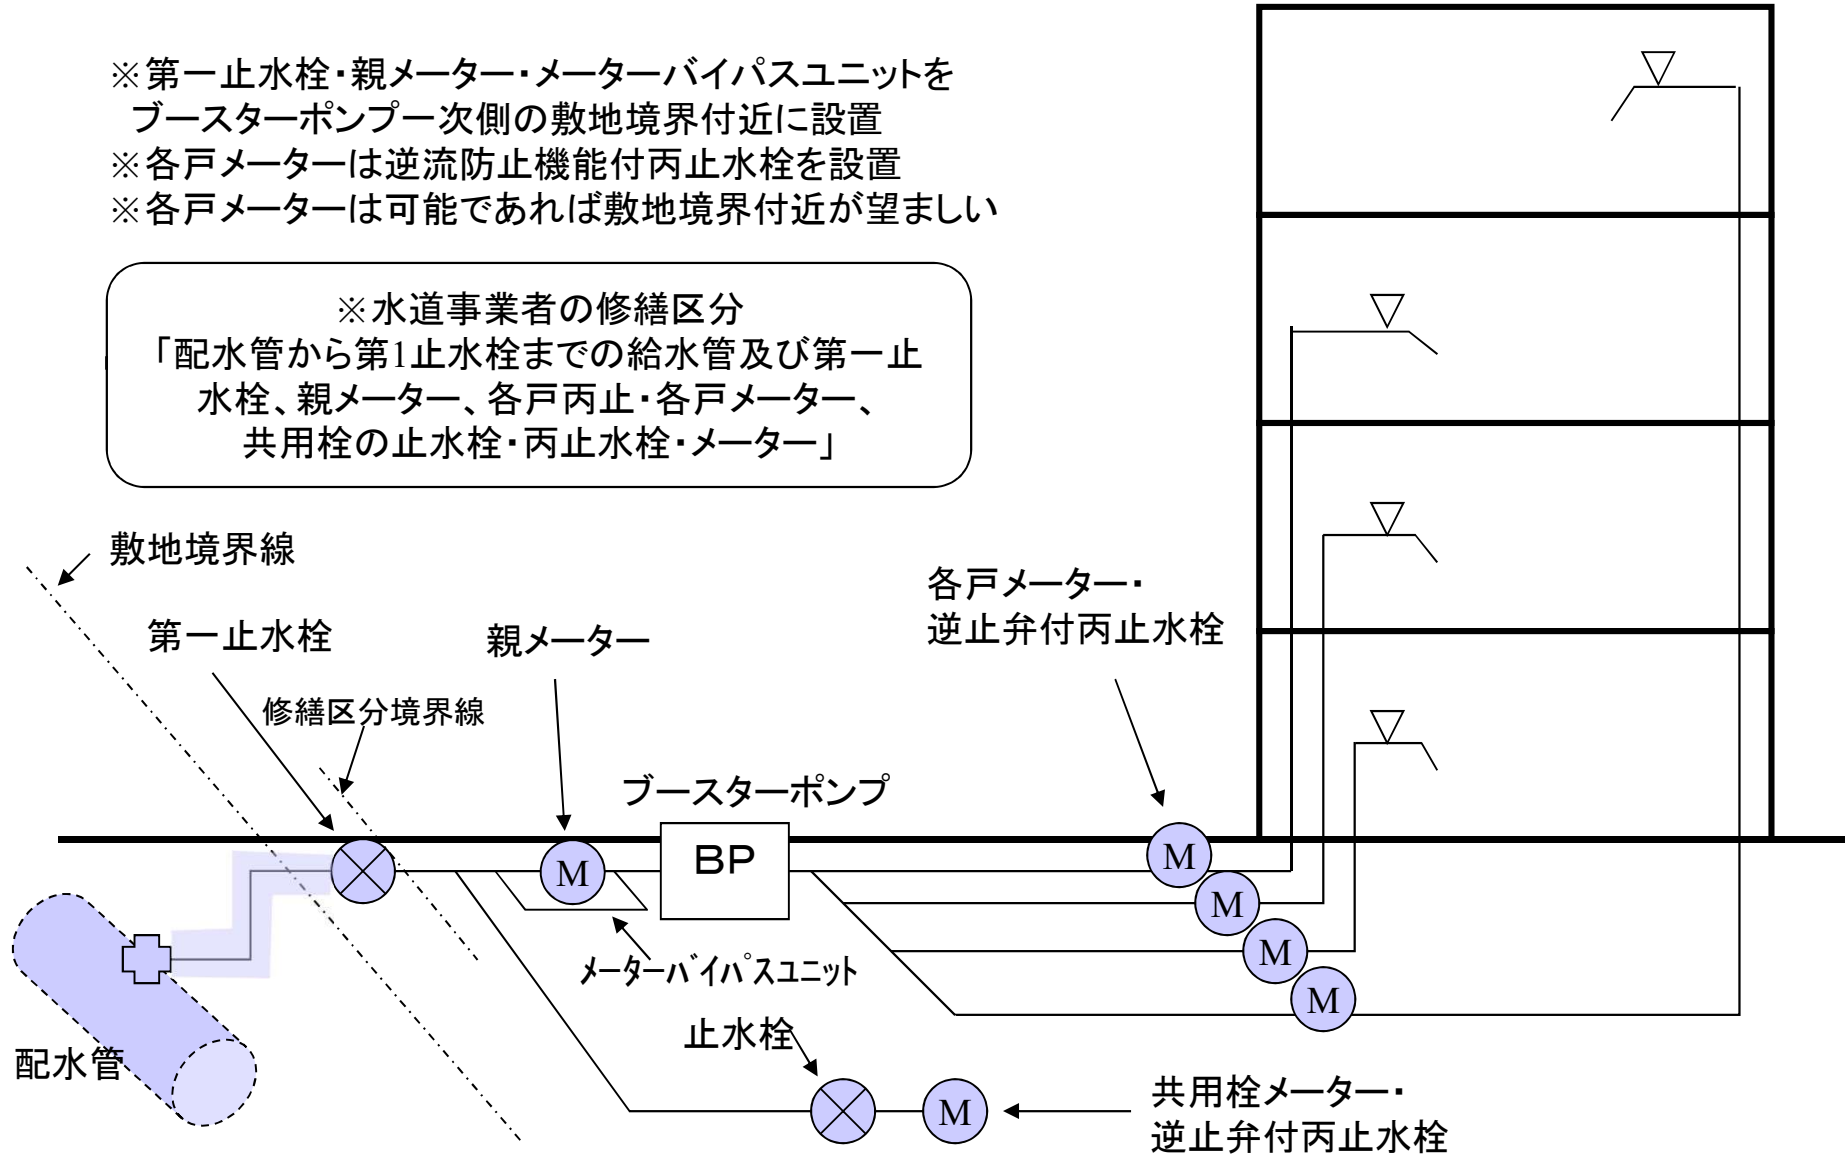 ※第一止水栓・親メーター・メーターバイパスユニットを
ブースターポンプ一次側の敷地境界付近に設置
※各戸メーターは逆流防止機能付丙止水栓を設置
※各戸メーターは可能であれば敷地境界付近が望ましい
※水道事業者の修繕区分
「配水管から第1止水栓までの給水管及び第一止
水栓、親メーター、各戸丙止・各戸メーター、
共用栓の止水栓・丙止水栓・メーター」
敷地境界線
各戸メーター・
逆止弁付丙止水栓
第一止水栓
親メーター
修繕区分境界線
ブースターポンプ
BP
M
M
M
M
M
メーターバイパスユニット
止水栓
配水管
M
共用栓メーター・
逆止弁付丙止水栓